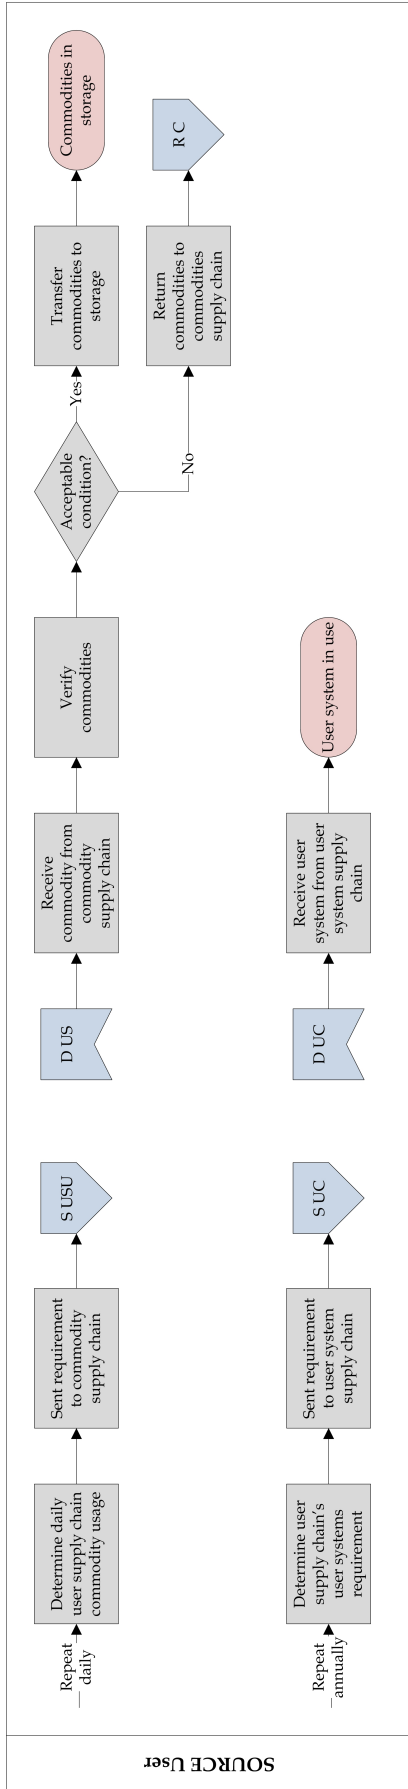 SOURCE User
Repeat
daily
Determine daily
user supply chain
commodity usage
Sent requirement
to commodity
supply chain
S USU
D US
Receive
commodity from
commodity
supply chain
Verify
commodities
Acceptable
condition?
Yes
Transfer
commodities to
storage
Commodities in
storage
No
Return
commodities to
commodities
supply chain
R C
Repeat
annually
Determine user
supply chain's
user systems
requirement
Sent requirement
to user system
supply chain
S UC
D UC
Receive user
system from user
system supply
chain
User system in use